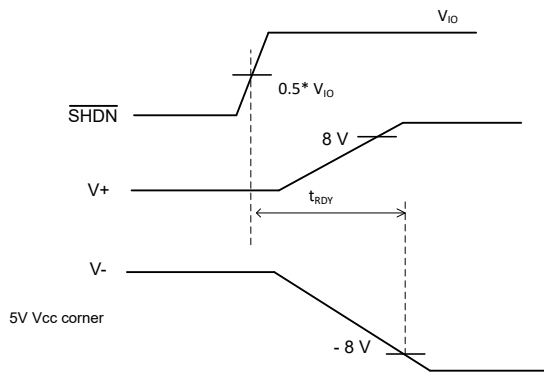 V_IO
0.5* V_IO
SHDN
8 V
V+
t_RDY
V-
5V Vcc corner
- 8 V